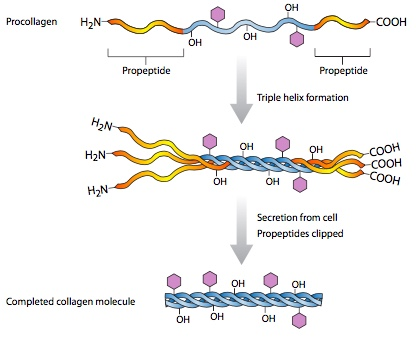 Procollagen
H₂N
OH
OH
OH
COOH
Propeptide
Propeptide
Triple helix formation
H₂N
H₂N
H₂N
OH
OH
OH
OH
COOH
COOH
COOH
Secretion from cell
Propeptides clipped
Completed collagen molecule
OH
OH
OH
OH
OH